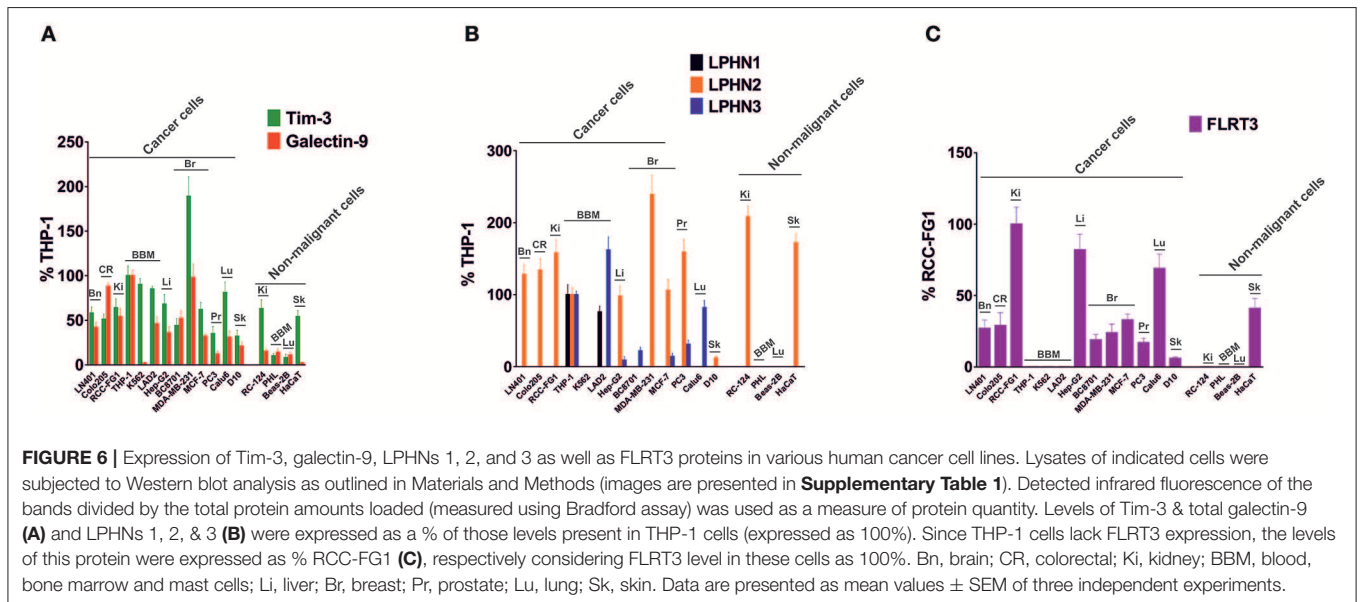 A
Tim-3
Galectin-9
Cancer cells
Non-malignant cells
% THP-1
250
200
150
100
50
0
Bn
CR
Ki
BBM
Li
Br
Pr
Lu
Sk
Ki
BBM
Lu
Sk
LN401
Colo205
RCC-FG1
THP-1
K562
LAD2
Hep-G2
BC8701
MDA-MB-231
MCF-7
PC3
Calu6
D10
RC-124
PHL
Beas-2B
HaCaT
B
LPHN1
LPHN2
LPHN3
Cancer cells
Non-malignant cells
% THP-1
300
200
100
0
Bn
CR
Ki
BBM
Li
Br
Pr
Lu
Sk
Ki
BBM
Lu
Sk
LN401
Colo205
RCC-FG1
THP-1
K562
LAD2
Hep-G2
BC8701
MDA-MB-231
MCF-7
PC3
Calu6
D10
RC-124
PHL
Beas-2B
HaCaT
C
FLRT3
Cancer cells
Non-malignant cells
% RCC-FG1
150
100
50
0
Bn
CR
Ki
BBM
Li
Br
Pr
Lu
Sk
Ki
BBM
Lu
Sk
LN401
Colo205
RCC-FG1
THP-1
K562
LAD2
Hep-G2
BC8701
MDA-MB-231
MCF-7
PC3
Calu6
D10
RC-124
PHL
Beas-2B
HaCaT
FIGURE 6 | Expression of Tim-3, galectin-9, LPHNs 1, 2, and 3 as well as FLRT3 proteins in various human cancer cell lines. Lysates of indicated cells were
subjected to Western blot analysis as outlined in Materials and Methods (images are presented in Supplementary Table 1). Detected infrared fluorescence of the
bands divided by the total protein amounts loaded (measured using Bradford assay) was used as a measure of protein quantity. Levels of Tim-3 & total galectin-9
(A) and LPHNs 1, 2, & 3 (B) were expressed as a % of those levels present in THP-1 cells (expressed as 100%). Since THP-1 cells lack FLRT3 expression, the levels
of this protein were expressed as % RCC-FG1 (C), respectively considering FLRT3 level in these cells as 100%. Bn, brain; CR, colorectal; Ki, kidney; BBM, blood,
bone marrow and mast cells; Li, liver; Br, breast; Pr, prostate; Lu, lung; Sk, skin. Data are presented as mean values ± SEM of three independent experiments.